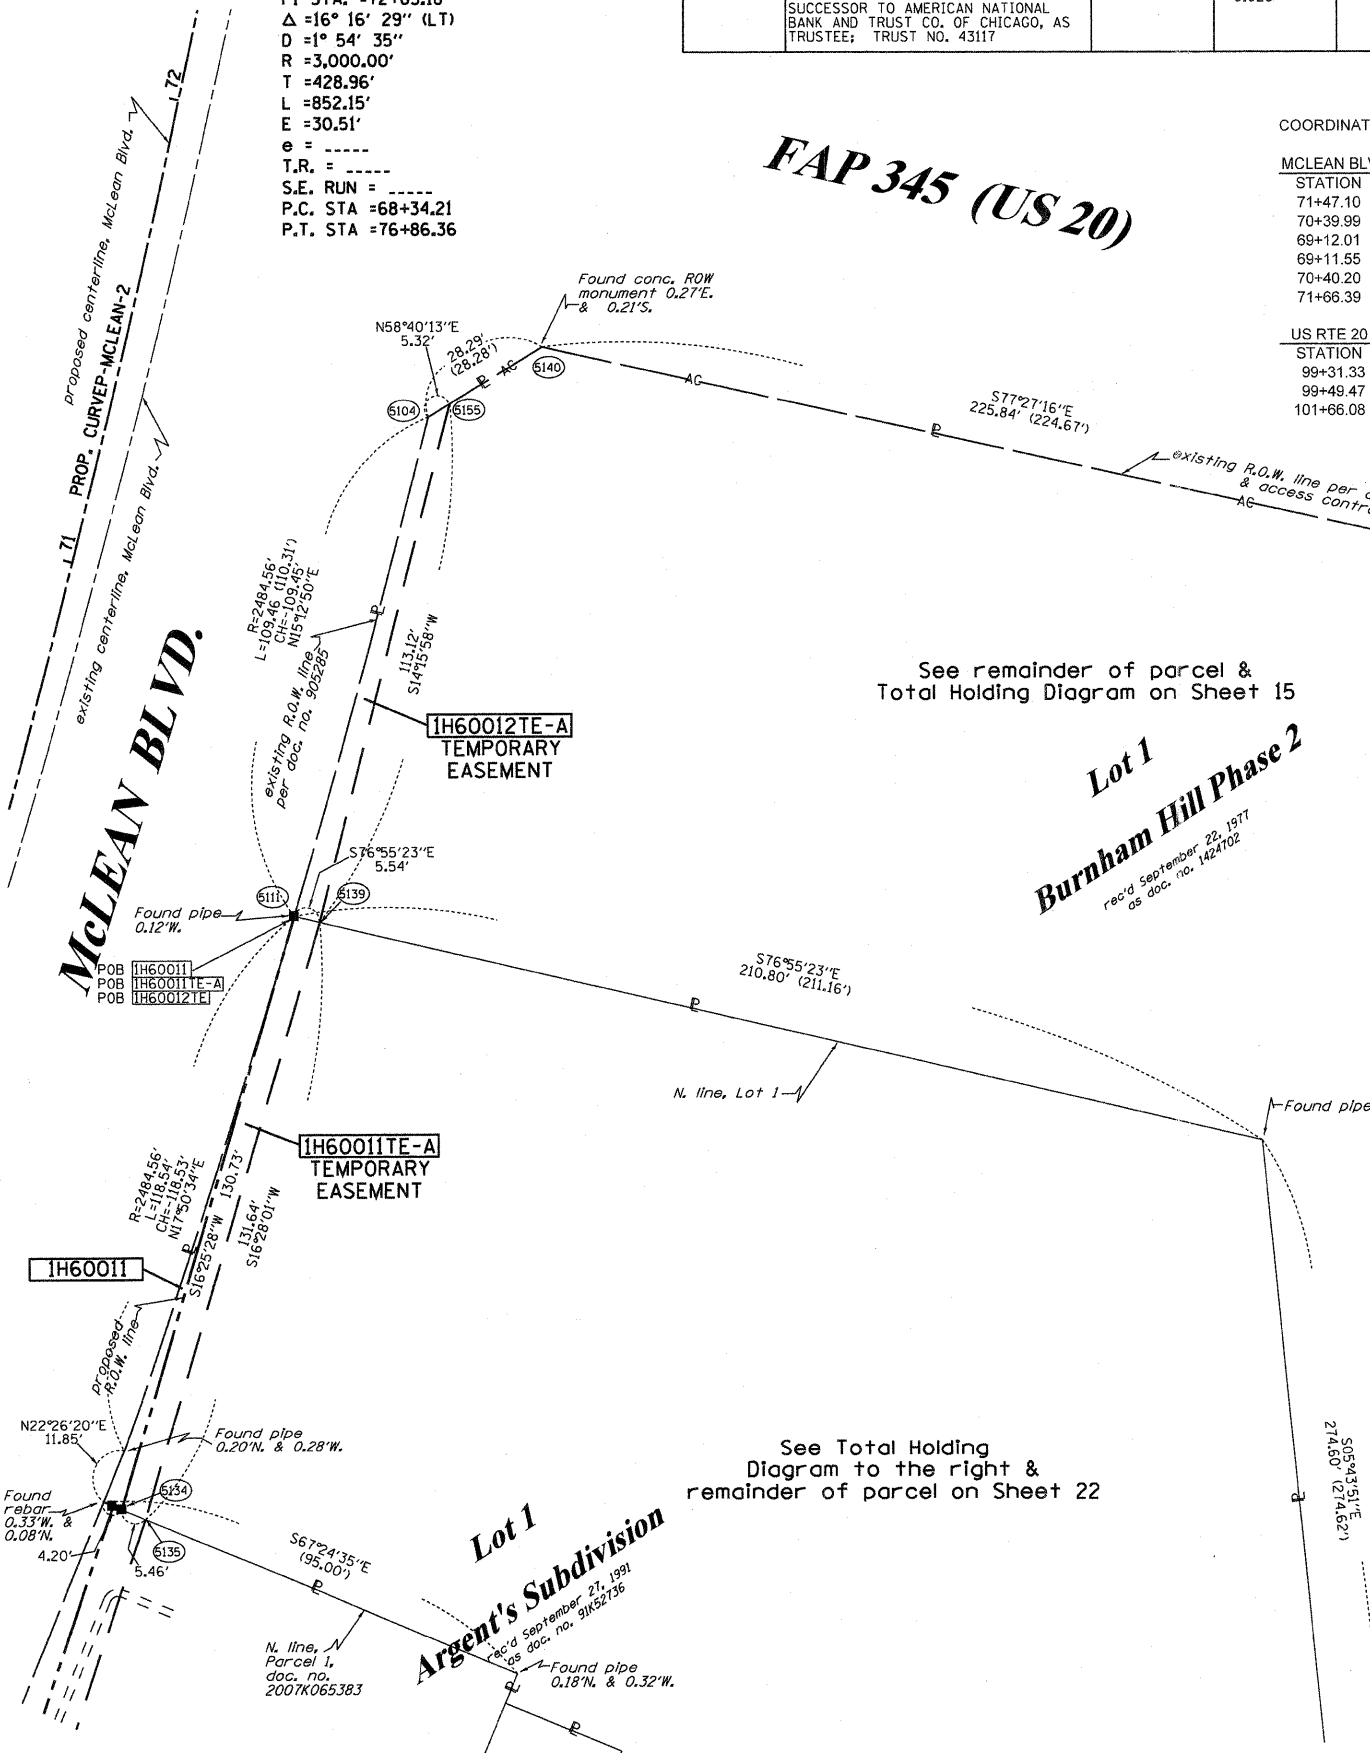 Δ =16° 16' 29" (LT)
D =1° 54' 35"
R =3,000.00'
T =428.96'
L =852.15'
E =30.51'
e = _____
T.R. = _____
S.E. RUN = _____
P.C. STA =68+34.21
P.T. STA =76+86.36
SUCCESSOR TO AMERICAN NATIONAL
BANK AND TRUST CO. OF CHICAGO, AS
TRUSTEE; TRUST NO. 43117
COORDINAT
MCLEAN BL
STATION
71+47.10
70+39.99
69+12.01
69+11.55
70+40.20
71+66.39
US RTE 20
STATION
99+31.33
99+49.47
101+66.08
FAP 345 (US 20)
72
proposed centerline, McLean Blvd.
PROP. CURVEP-MCLEAN-2
71
existing centerline, McLean Blvd.
McLEAN BLVD.
Found conc. ROW
monument 0.27'E.
& 0.21'S.
N58°40'13"E
5.32'
28.29'
(28.28')
AC
5140
5104
5155
AC
S77°27'16"E
225.84' (224.67')
existing R.O.W. line per
& access contr
AC
R=2484.56'
L=109.46 (110.31')
CH=-109.45'
N15°12'50"E
existing R.O.W. line
per doc. no. 905285
113.12'
S14°15'58"W
1H60012TE-A
TEMPORARY
EASEMENT
See remainder of parcel &
Total Holding Diagram on Sheet 15
Lot 1
Burnham Hill Phase 2
rec'd September 22, 1977
as doc. no. 1424702
S76°55'23"E
5.54'
5111
5139
Found pipe
0.12'W.
POB 1H60011
POB 1H60011TE-A
POB 1H60012TE
S76°55'23"E
210.80' (211.16')
N. line, Lot 1
Found pipe
1H60011TE-A
TEMPORARY
EASEMENT
R=2484.56'
L=118.54'
CH=-118.53'
N17°50'34"E
130.73'
S16°25'28"W
131.64'
S16°28'01"W
1H60011
proposed
R.O.W. line
N22°26'20"E
11.85'
Found pipe
0.20'N. & 0.28'W.
5134
Found
rebar
0.33'W. &
0.08'N.
4.20'
5135
5.46'
S67°24'35"E
(95.00')
See Total Holding
Diagram to the right &
remainder of parcel on Sheet 22
S05°43'51"E
274.60' (274.62')
Lot 1
Argent's Subdivision
rec'd September 27, 1991
as doc. no. 91K52736
N. line,
Parcel 1,
doc. no.
2007K065383
Found pipe
0.18'N. & 0.32'W.